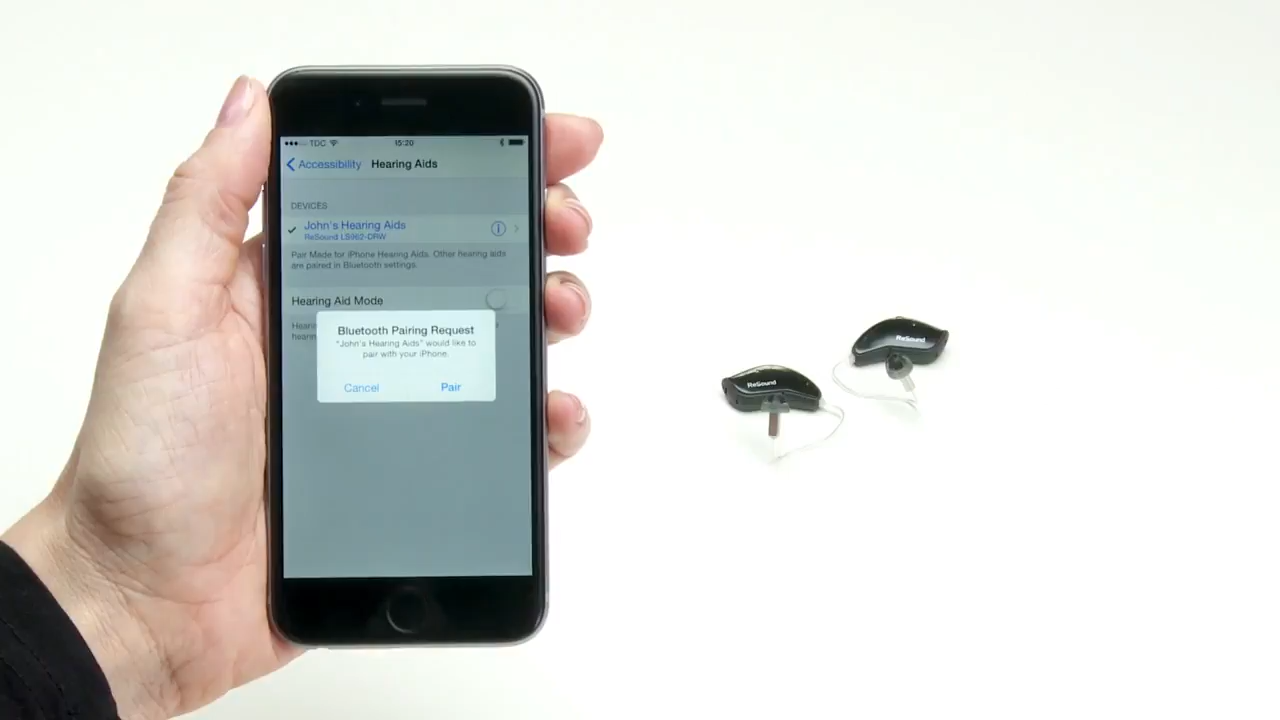 TDC 15:20
Accessibility Hearing Aids
DEVICES
John's Hearing Aids
ReSound LS962-DRW
Pair Made for iPhone Hearing Aids. Other hearing aids
are paired in Bluetooth settings.
Hearing Aid Mode
Bluetooth Pairing Request
“John's Hearing Aids” would like to
pair with your iPhone.
Cancel Pair
ReSound
ReSound